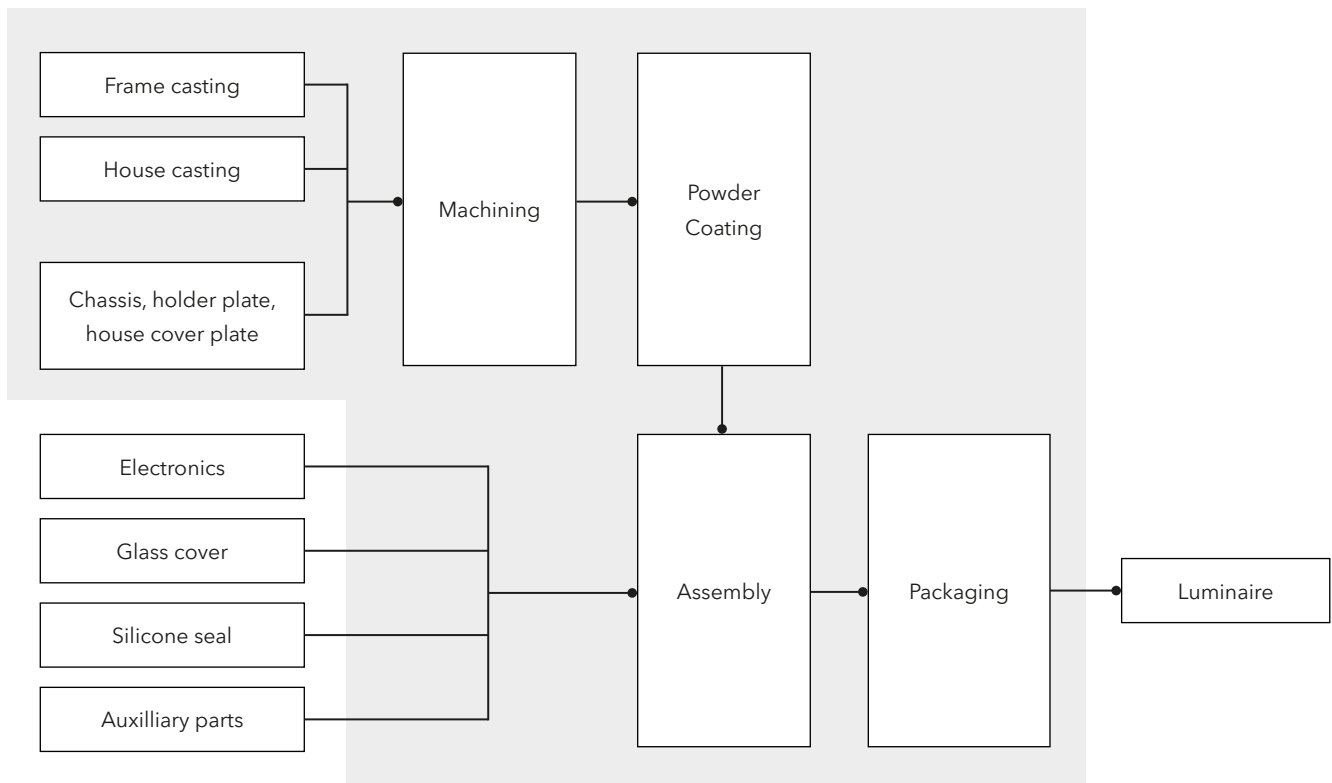 Frame casting
House casting
Chassis, holder plate,
house cover plate
Machining
Powder
Coating
Electronics
Glass cover
Silicone seal
Auxilliary parts
Assembly
Packaging
Luminaire